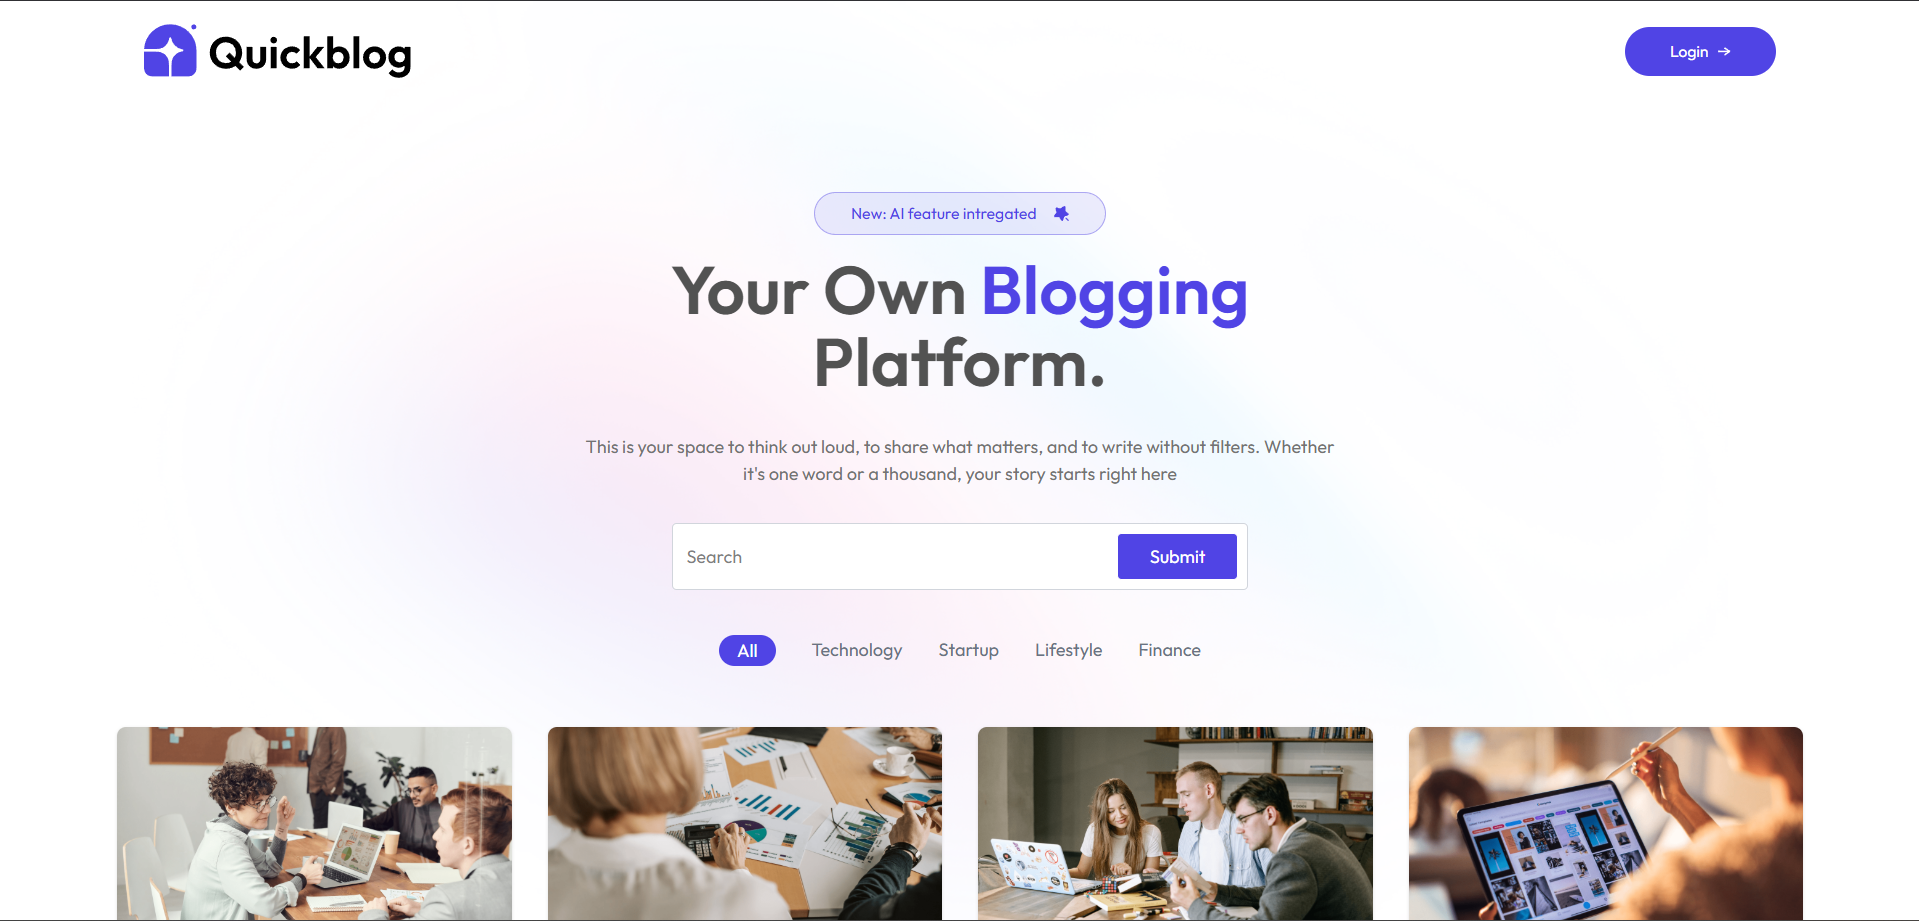 Quickblog
Login →
New: AI feature intregated
Your Own Blogging
Platform.
This is your space to think out loud, to share what matters, and to write without filters. Whether
it's one word or a thousand, your story starts right here
Search
Submit
All
Technology
Startup
Lifestyle
Finance